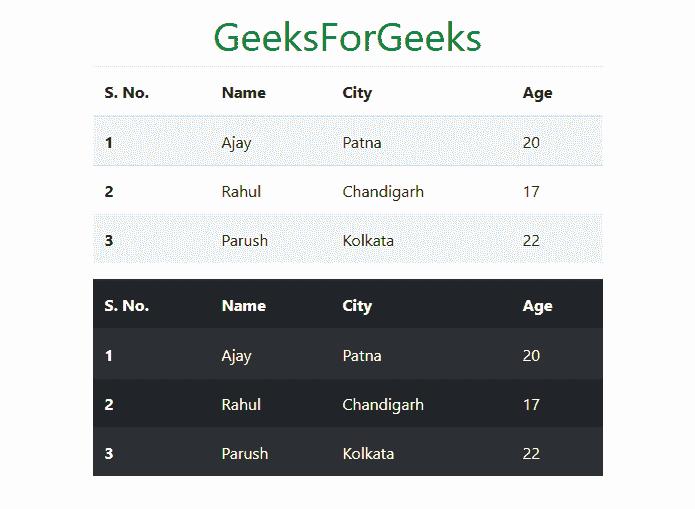 GeeksForGeeks
S. No. Name City Age
1 Ajay Patna 20
2 Rahul Chandigarh 17
3 Parush Kolkata 22
S. No. Name City Age
1 Ajay Patna 20
2 Rahul Chandigarh 17
3 Parush Kolkata 22